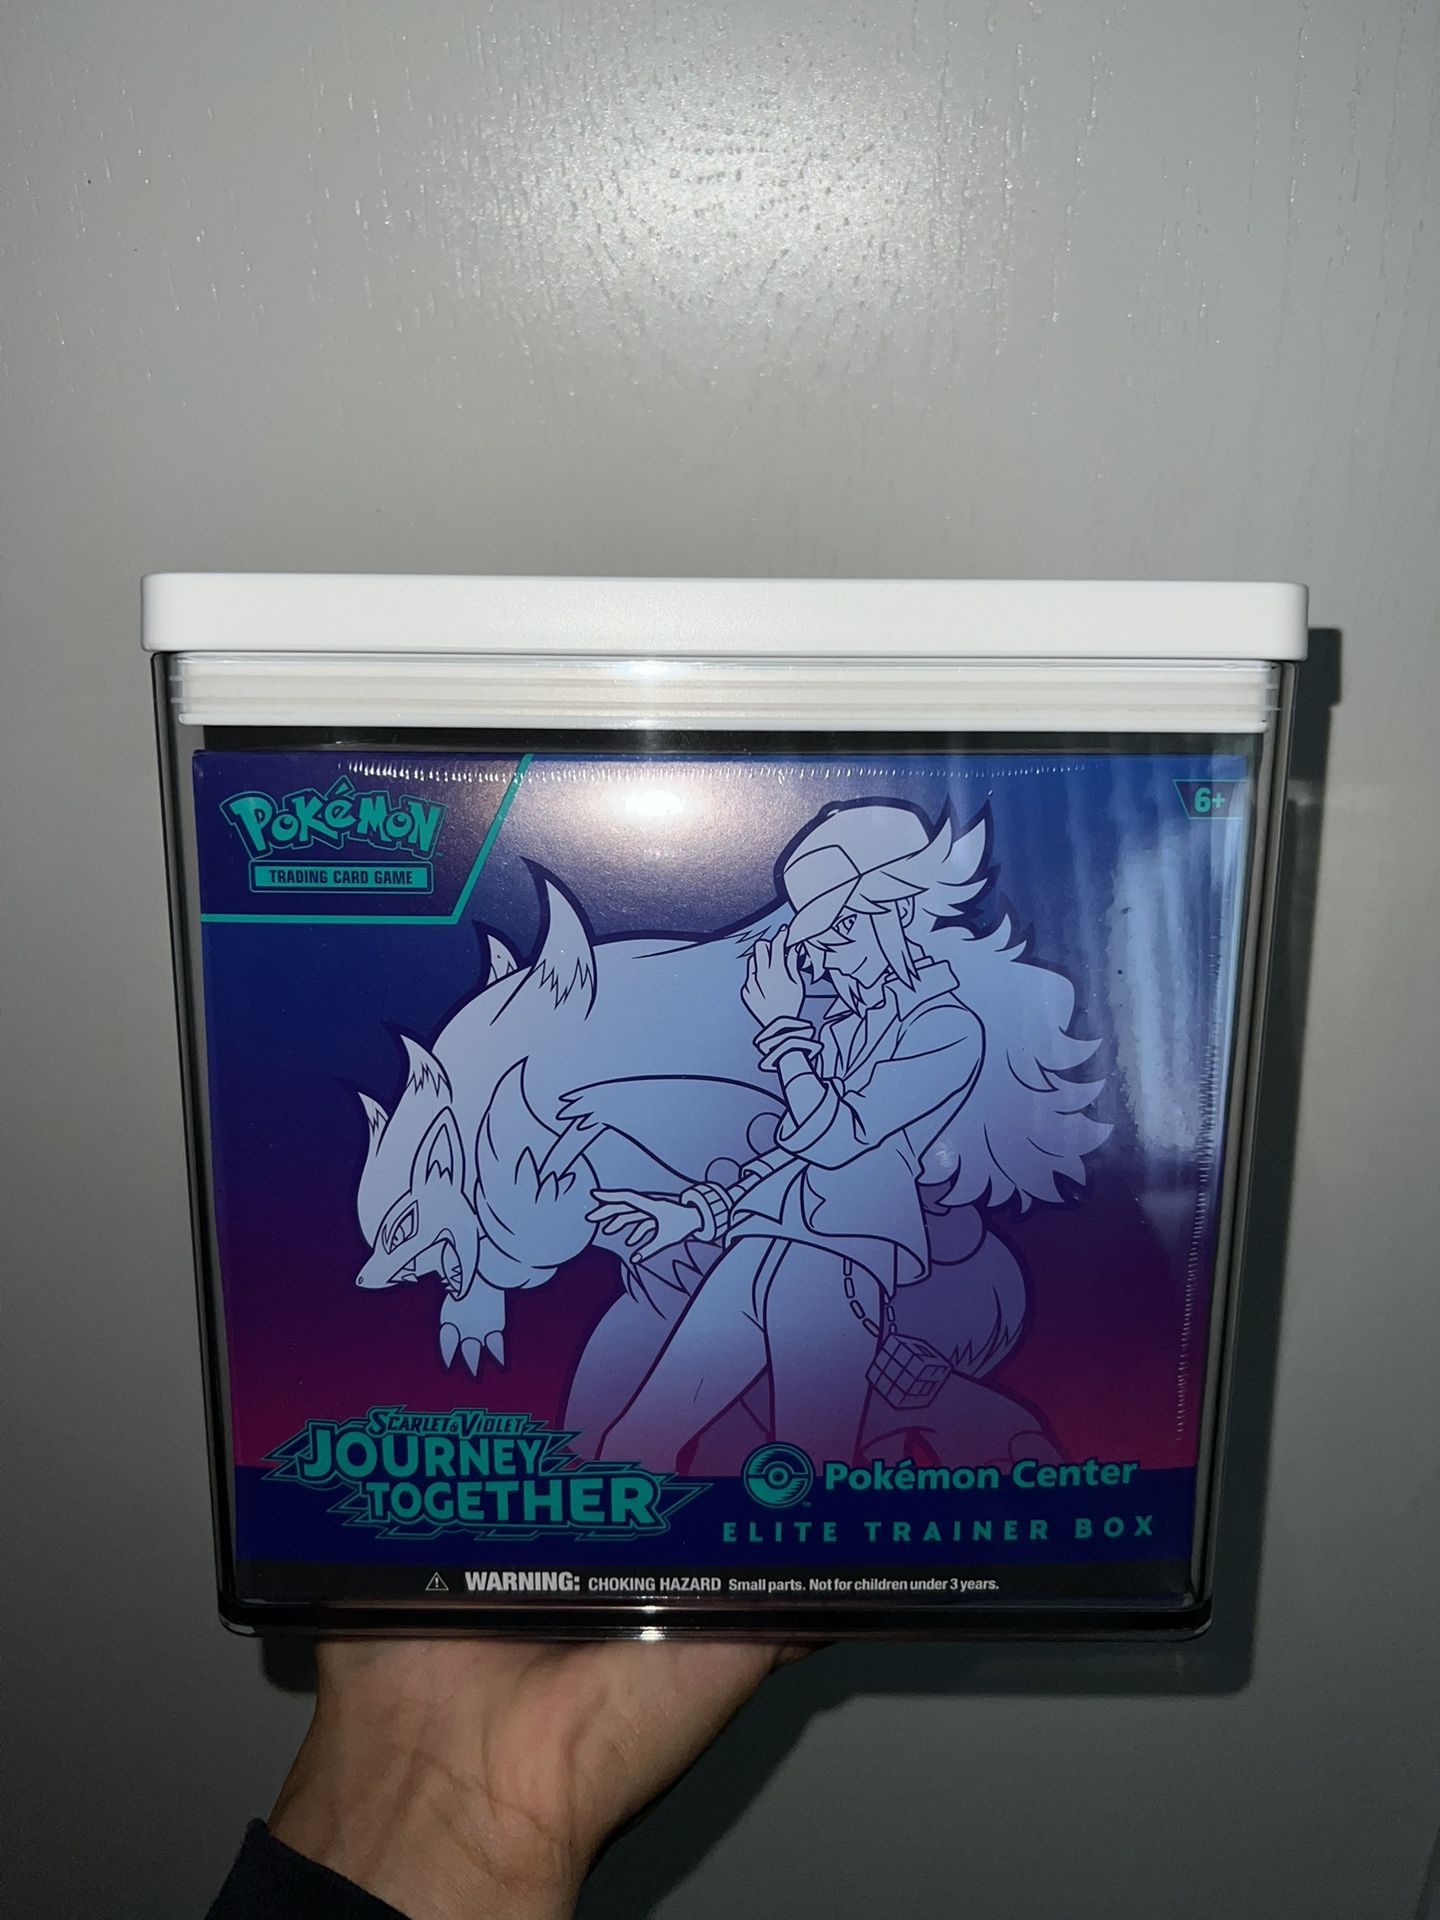 Pokémon
TRADING CARD GAME
6+
SCARLET & VIOLET
JOURNEY
TOGETHER
Pokémon Center
ELITE TRAINER BOX
WARNING: CHOKING HAZARD Small parts. Not for children under 3 years.